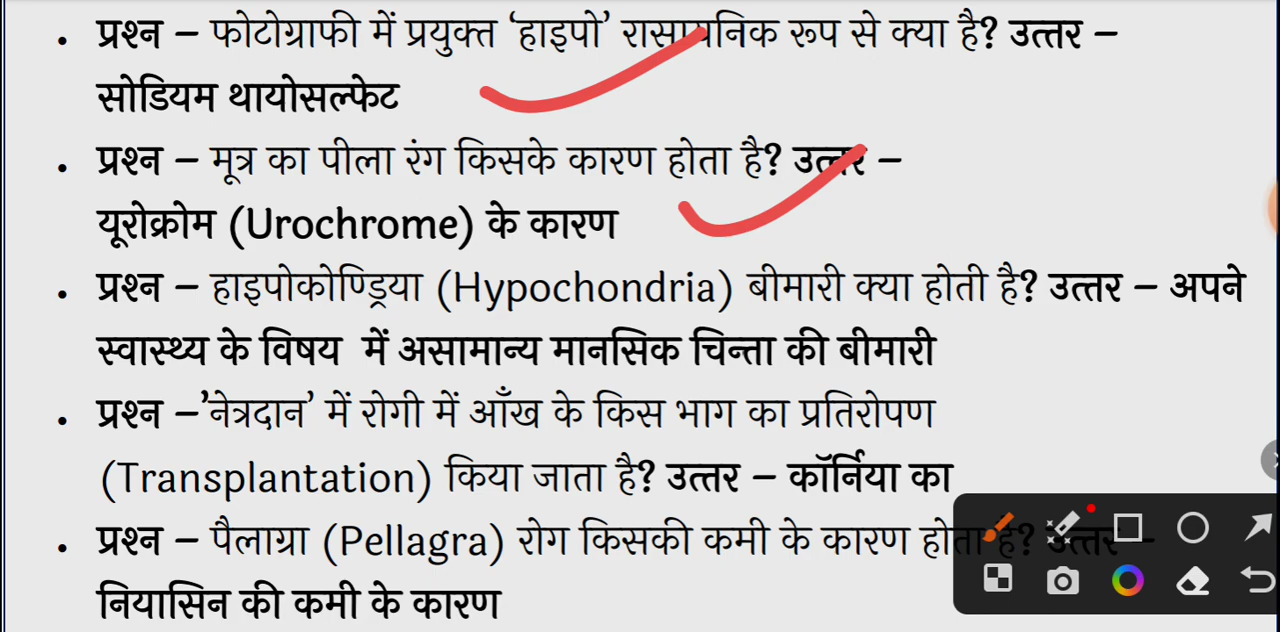 • प्रश्न – फोटोग्राफी में प्रयुक्त ‘हाइपो’ रासायनिक रूप से क्या है? उत्तर –
सोडियम थायोसल्फेट
• प्रश्न – मूत्र का पीला रंग किसके कारण होता है? उत्तर –
यूरोक्रोम (Urochrome) के कारण
• प्रश्न – हाइपोकोण्ड्रिया (Hypochondria) बीमारी क्या होती है? उत्तर – अपने
स्वास्थ्य के विषय में असामान्य मानसिक चिन्ता की बीमारी
• प्रश्न –’नेत्रदान’ में रोगी में आँख के किस भाग का प्रतिरोपण
(Transplantation) किया जाता है? उत्तर – कॉर्निया का
• प्रश्न – पैलाग्रा (Pellagra) रोग किसकी कमी के कारण होता है? उत्तर –
नियासिन की कमी के कारण